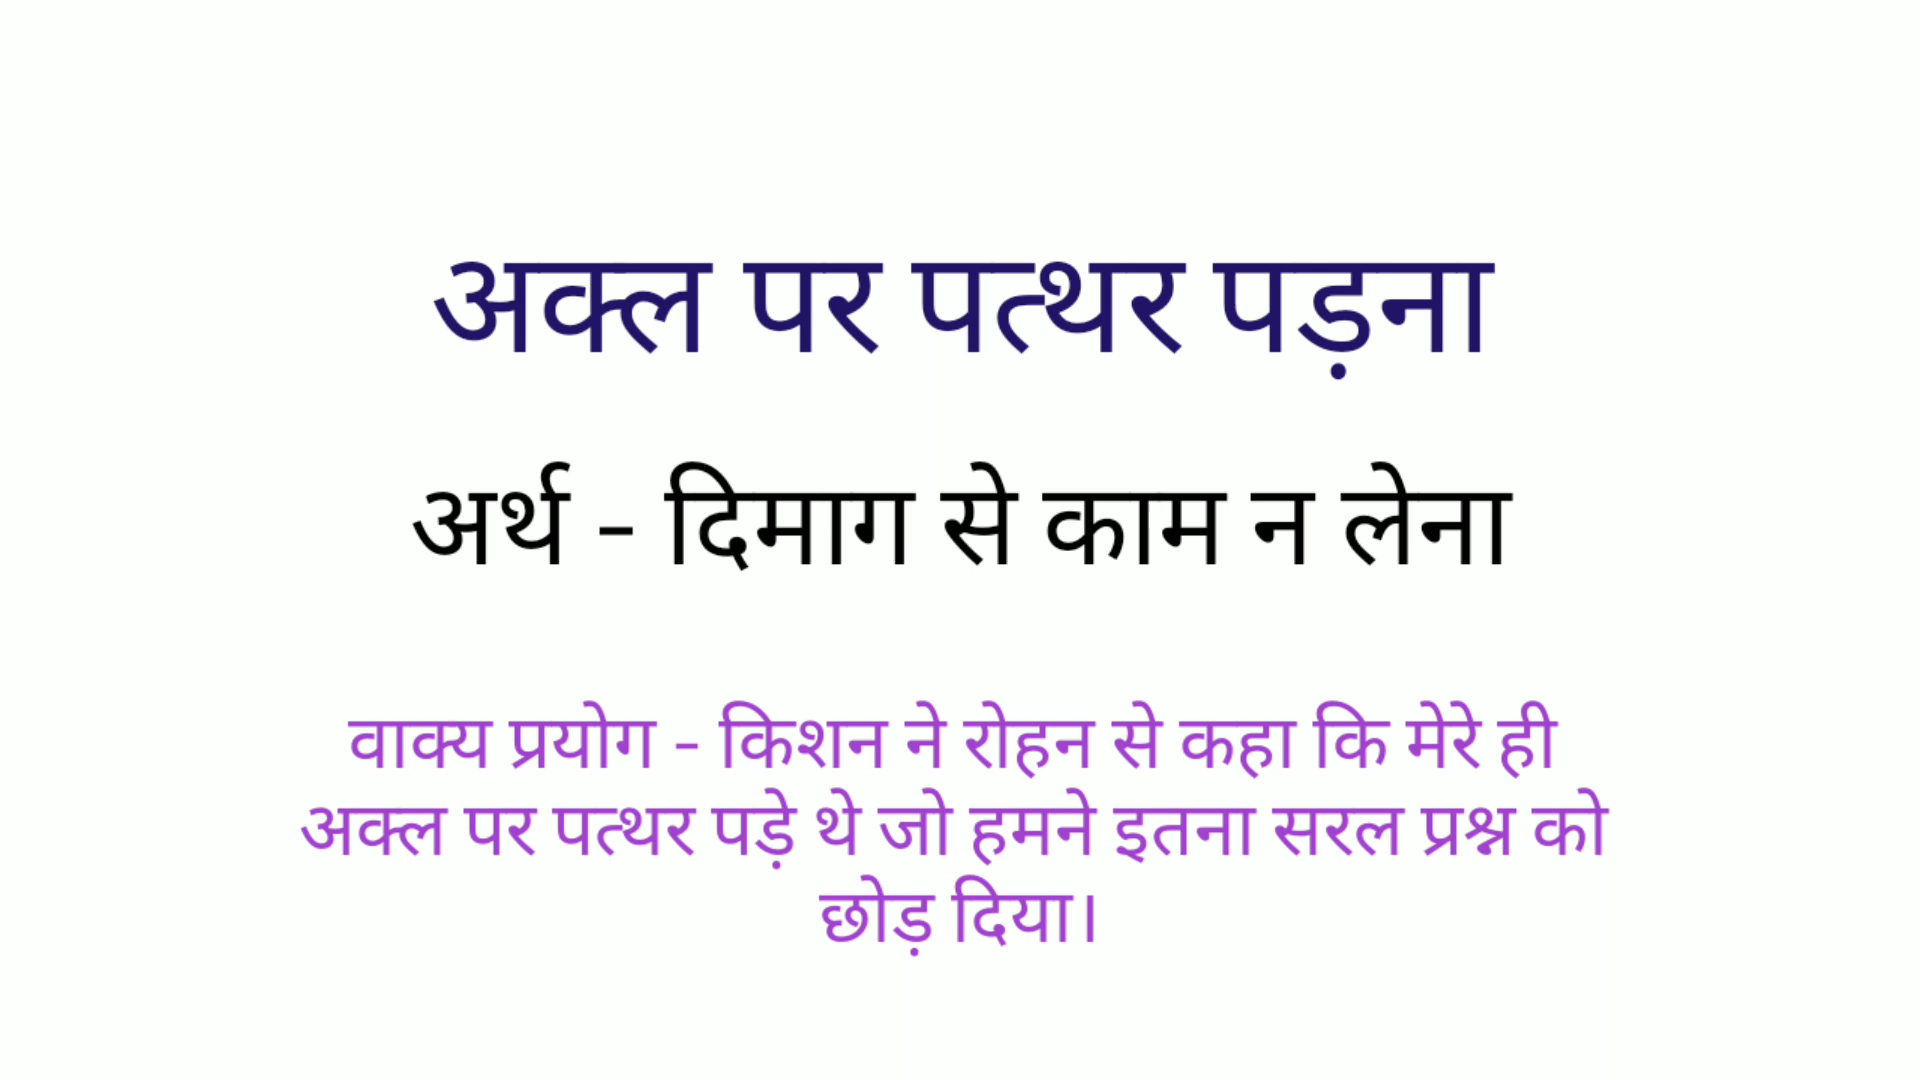 अक्ल पर पत्थर पड़ना
अर्थ - दिमाग से काम न लेना
वाक्य प्रयोग - किशन ने रोहन से कहा कि मेरे ही
अक्ल पर पत्थर पड़े थे जो हमने इतना सरल प्रश्न को
छोड़ दिया।